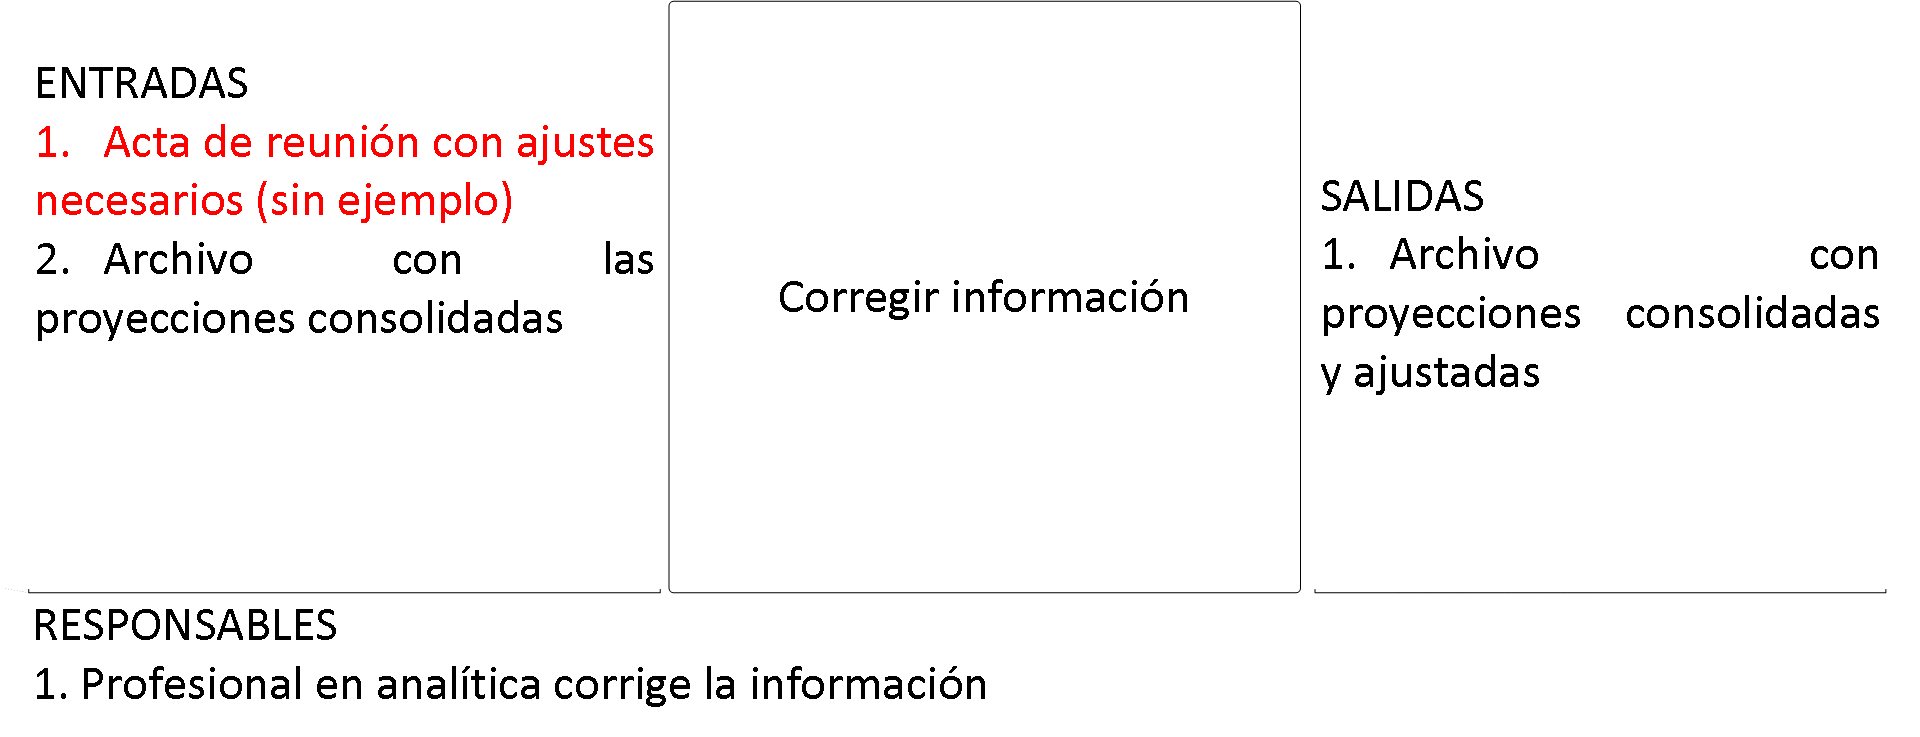 ENTRADAS
1. Acta de reunión con ajustes
necesarios (sin ejemplo)
2. Archivo con las
proyecciones consolidadas
Corregir información
SALIDAS
1. Archivo con
proyecciones consolidadas
y ajustadas
RESPONSABLES
1. Profesional en analítica corrige la información